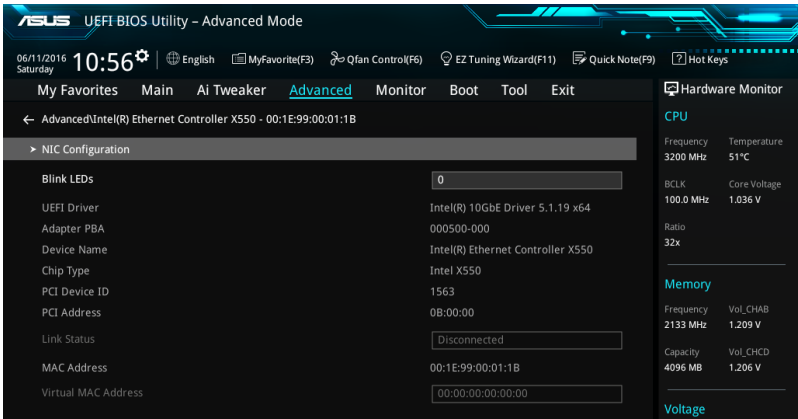 ASUS UEFI BIOS Utility – Advanced Mode
06/11/2016
Saturday
10:56
English
MyFavorite(F3)
Qfan Control(F6)
EZ Tuning Wizard(F11)
Quick Note(F9)
? Hot Keys
My Favorites Main Ai Tweaker Advanced Monitor Boot Tool Exit
Advanced\Intel(R) Ethernet Controller X550 - 00:1E:99:00:01:1B
NIC Configuration
Blink LEDs 0
UEFI Driver Intel(R) 10GbE Driver 5.1.19 x64
Adapter PBA 000500-000
Device Name Intel(R) Ethernet Controller X550
Chip Type Intel X550
PCI Device ID 1563
PCI Address 0B:00:00
Link Status Disconnected
MAC Address 00:1E:99:00:01:1B
Virtual MAC Address 00:00:00:00:00:00
Hardware Monitor
CPU
Frequency Temperature
3200 MHz 51°C
BCLK Core Voltage
100.0 MHz 1.036 V
Ratio
32x
Memory
Frequency Vol_CHAB
2133 MHz 1.209 V
Capacity Vol_CHCD
4096 MB 1.206 V
Voltage